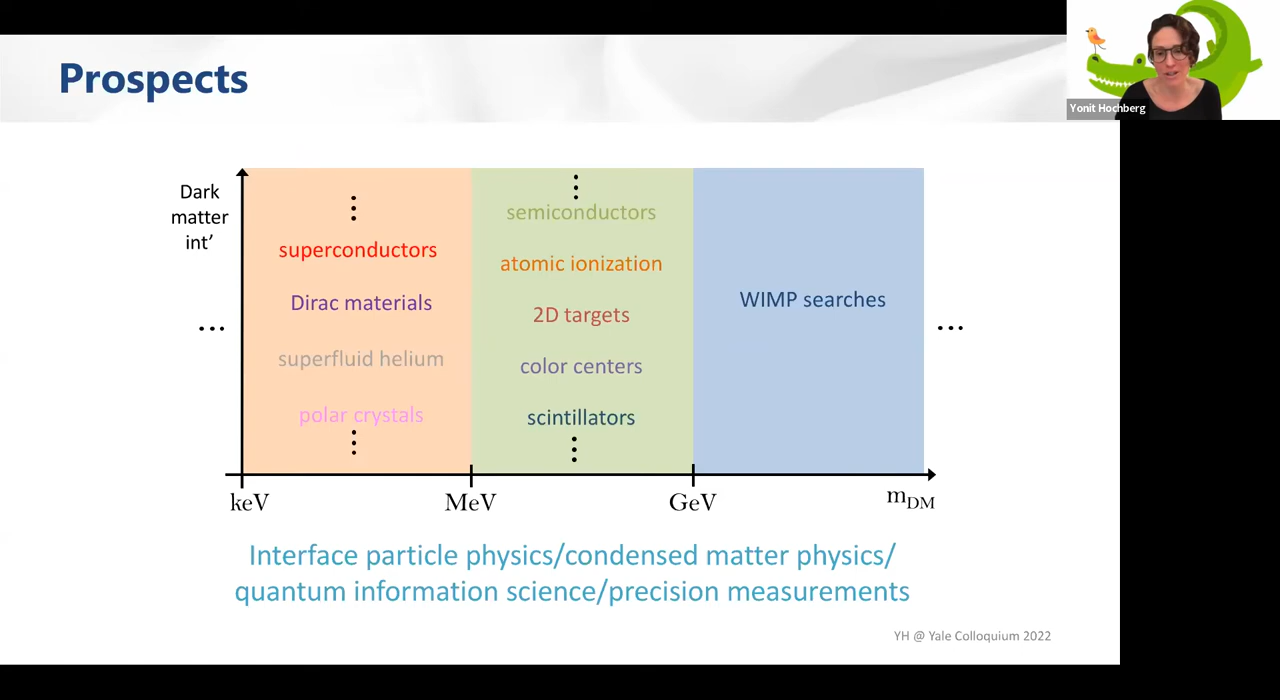 Prospects
Yonit Hochberg
Dark
matter
int’
⋮
superconductors
Dirac materials
superfluid helium
polar crystals
⋮
⋮
semiconductors
atomic ionization
2D targets
color centers
scintillators
⋮
WIMP searches
...
...
keV
MeV
GeV
mDM
Interface particle physics/condensed matter physics/
quantum information science/precision measurements
YH @ Yale Colloquium 2022